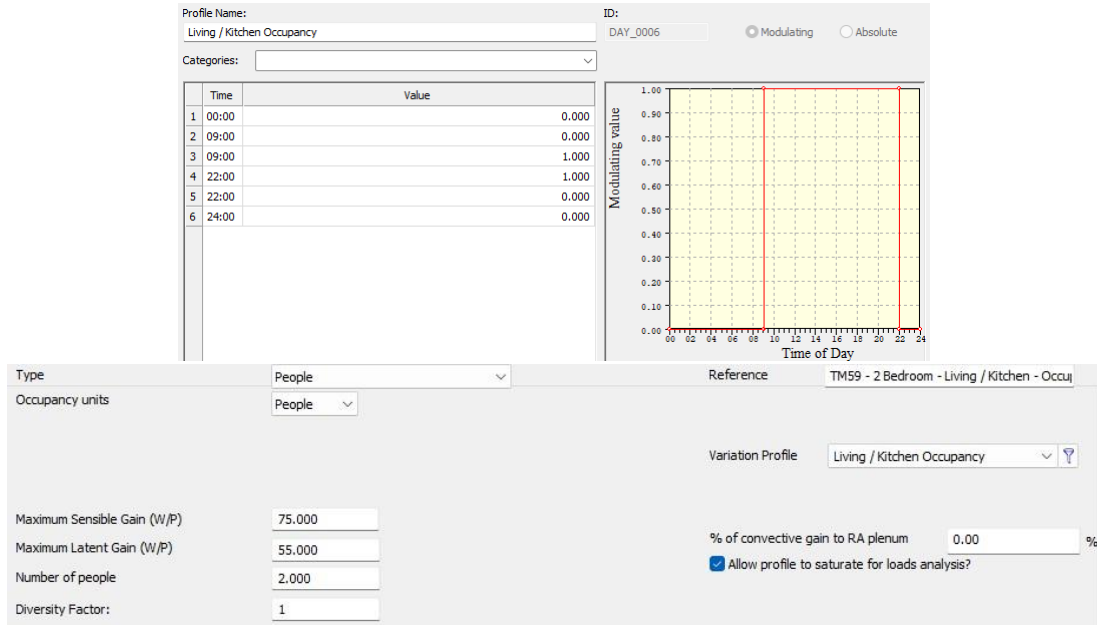 Profile Name: ID:
Living / Kitchen Occupancy DAY_0006 Modulating Absolute
Categories:
Time Value
1 00:00 0.000
2 09:00 0.000
3 09:00 1.000
4 22:00 1.000
5 22:00 0.000
6 24:00 0.000
Modulating value
1.00
0.90
0.80
0.70
0.60
0.50
0.40
0.30
0.20
0.10
0.00
00 02 04 06 08 10 12 14 16 18 20 22 24
Time of Day
Type People Reference TM59 - 2 Bedroom - Living / Kitchen - Occu
Occupancy units People
Variation Profile Living / Kitchen Occupancy
Maximum Sensible Gain (W/P) 75.000
% of convective gain to RA plenum 0.00 %
Maximum Latent Gain (W/P) 55.000
Allow profile to saturate for loads analysis?
Number of people 2.000
Diversity Factor: 1